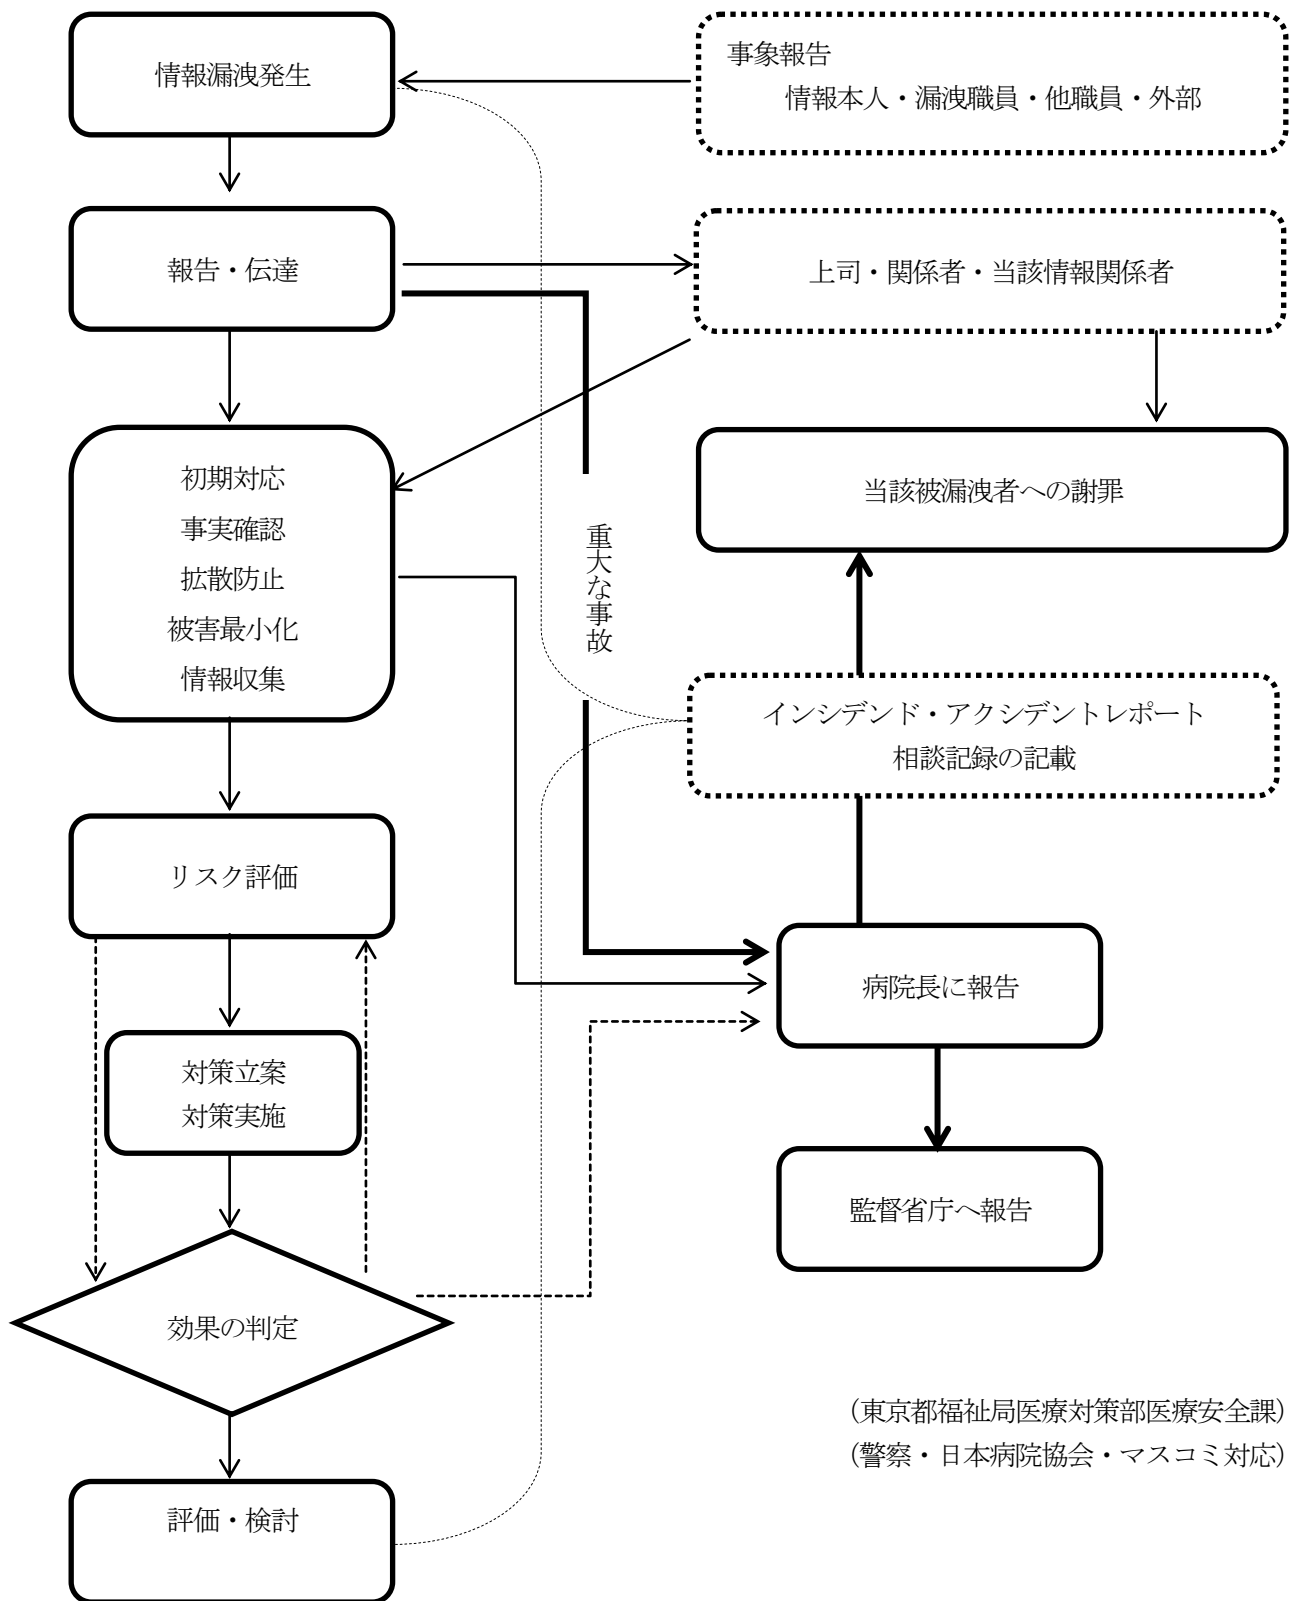 情報漏洩発生
事象報告
情報本人・漏洩職員・他職員・外部
報告・伝達
上司・関係者・当該情報関係者
初期対応
事実確認
拡散防止
被害最小化
情報収集
当該被漏洩者への謝罪
重大な事故
インシデンド・アクシデントレポート
相談記録の記載
リスク評価
病院長に報告
対策立案
対策実施
監督省庁へ報告
効果の判定
（東京都福祉局医療対策部医療安全課）
（警察・日本病院協会・マスコミ対応）
評価・検討